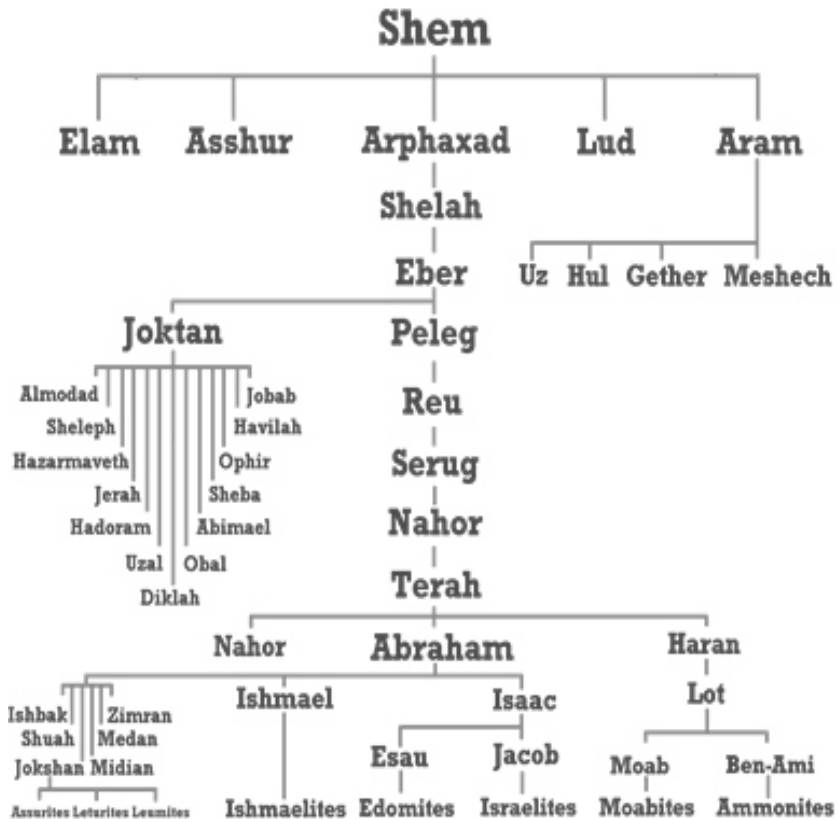 Shem
Elam Asshur Arphaxad Lud Aram
Shelah
Eber Uz Hul Gether Meshech
Joktan Peleg
Almodad Jobab
Reu
Sheleph Havilah
Hazarmaveth Ophir
Serug
Jerah Sheba
Hadoram Abimael
Nahor
Uzal Obal
Terah
Diklah
Nahor Abraham Haran
Ishmael Isaac Lot
Ishbak Zimran
Shuah Medan
Esau Jacob
Jokshan Midian Moab Ben-Ami
Assurites Leturites Leumites Ishmaelites Edomites Israelites Moabites Ammonites